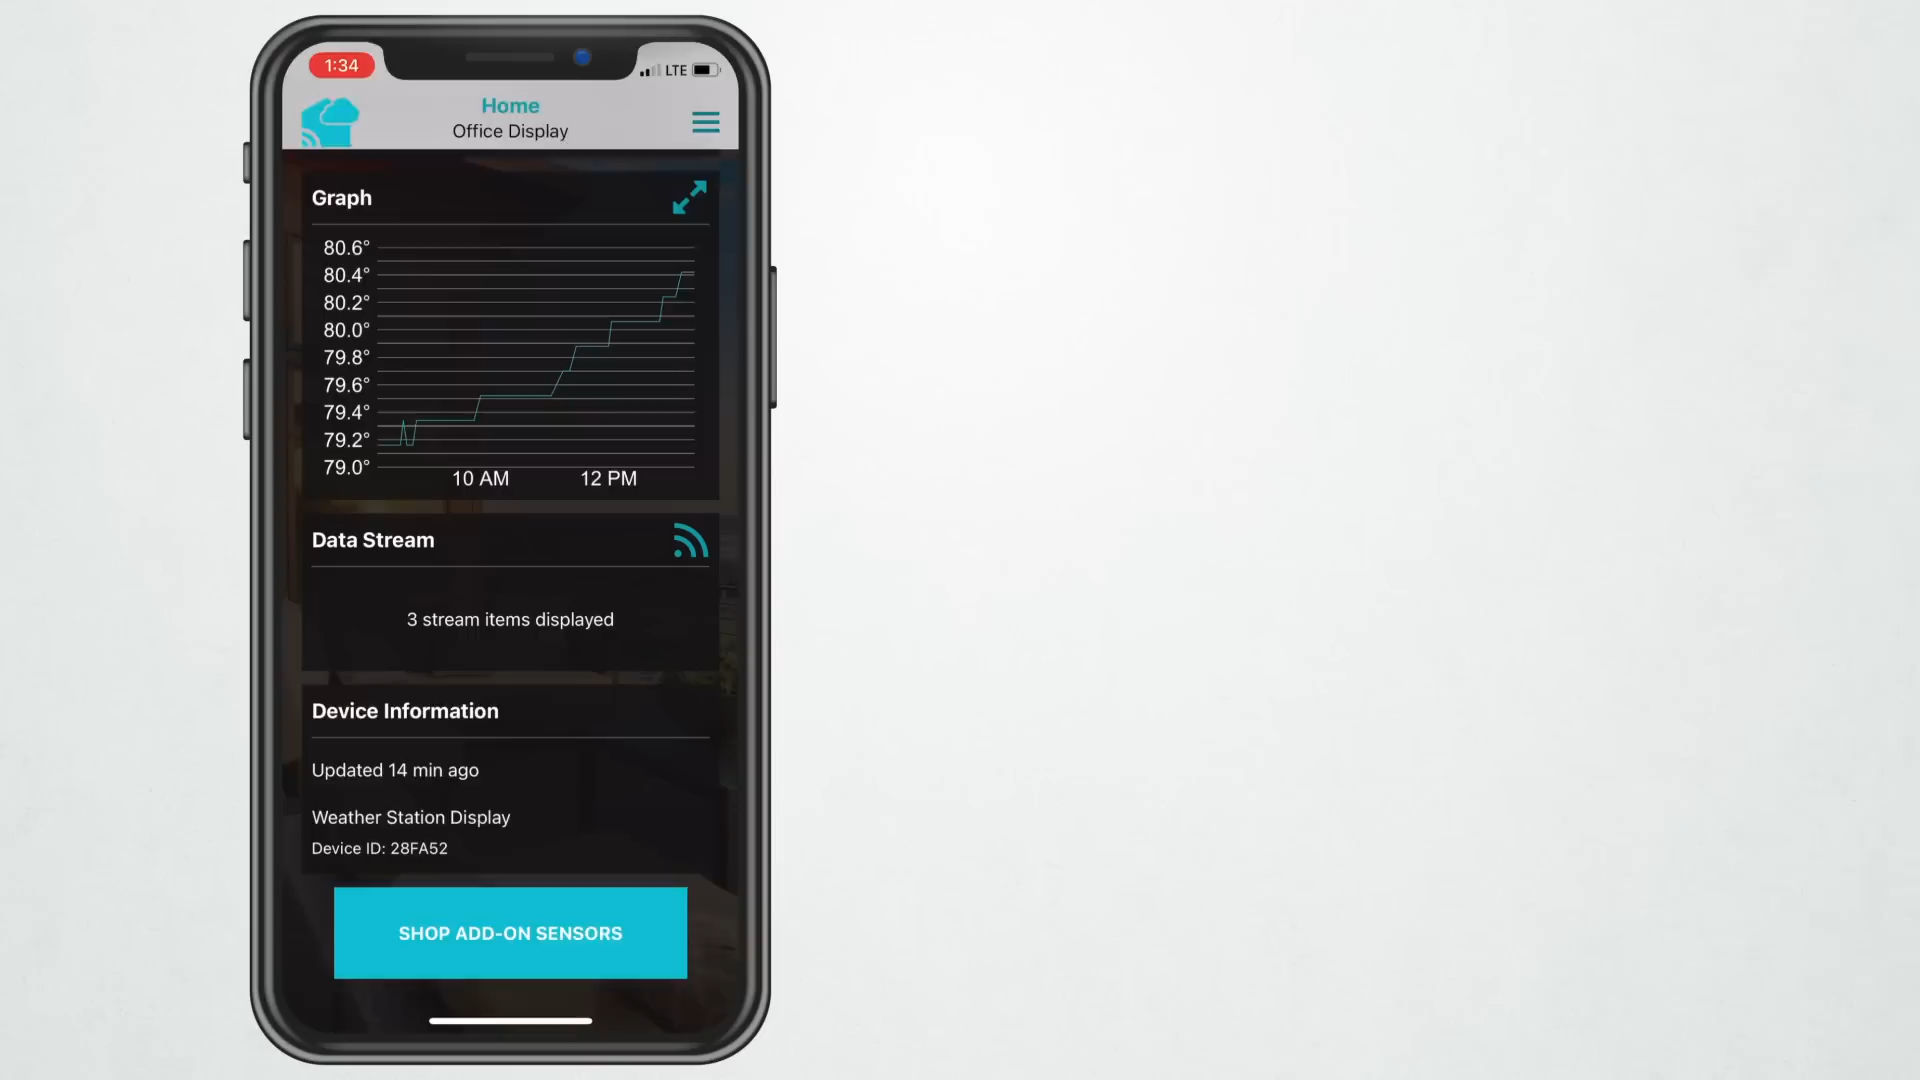 1:34
LTE
Home
Office Display
Graph
80.6°
80.4°
80.2°
80.0°
79.8°
79.6°
79.4°
79.2°
79.0°
10 AM 12 PM
Data Stream
3 stream items displayed
Device Information
Updated 14 min ago
Weather Station Display
Device ID: 28FA52
SHOP ADD-ON SENSORS